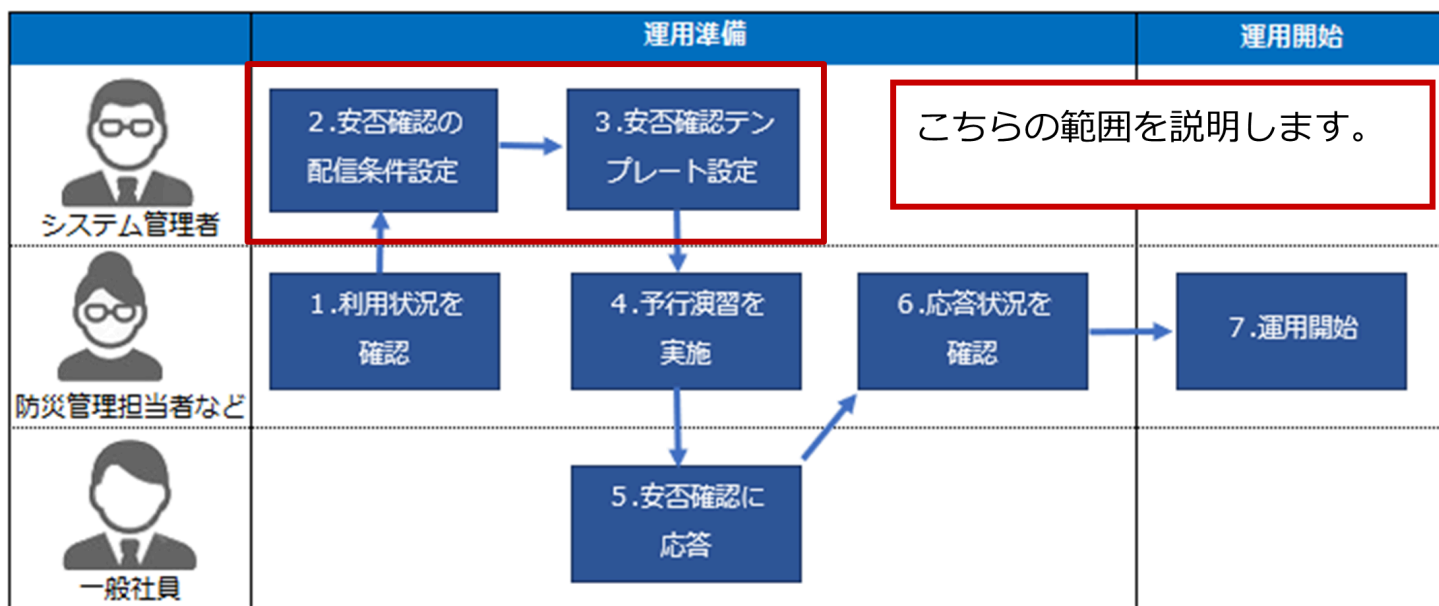 運用準備
運用開始
2.安否確認の
配信条件設定
3.安否確認テン
プレート設定
こちらの範囲を説明します。
システム管理者
1.利用状況を
確認
4.予行演習を
実施
6.応答状況を
確認
7.運用開始
防災管理担当者など
5.安否確認に
応答
一般社員